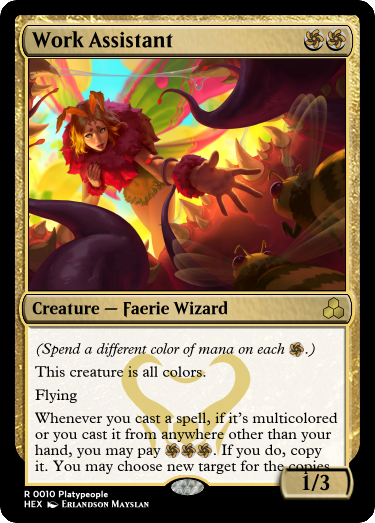 Work Assistant
Creature — Faerie Wizard
(Spend a different color of mana on each .)
This creature is all colors.
Flying
Whenever you cast a spell, if it's multicolored
or you cast it from anywhere other than your
hand, you may pay . If you do, copy
it. You may choose new target for the copies
1/3
R 0010 Platypeople
HEX Erlandson Mayslan